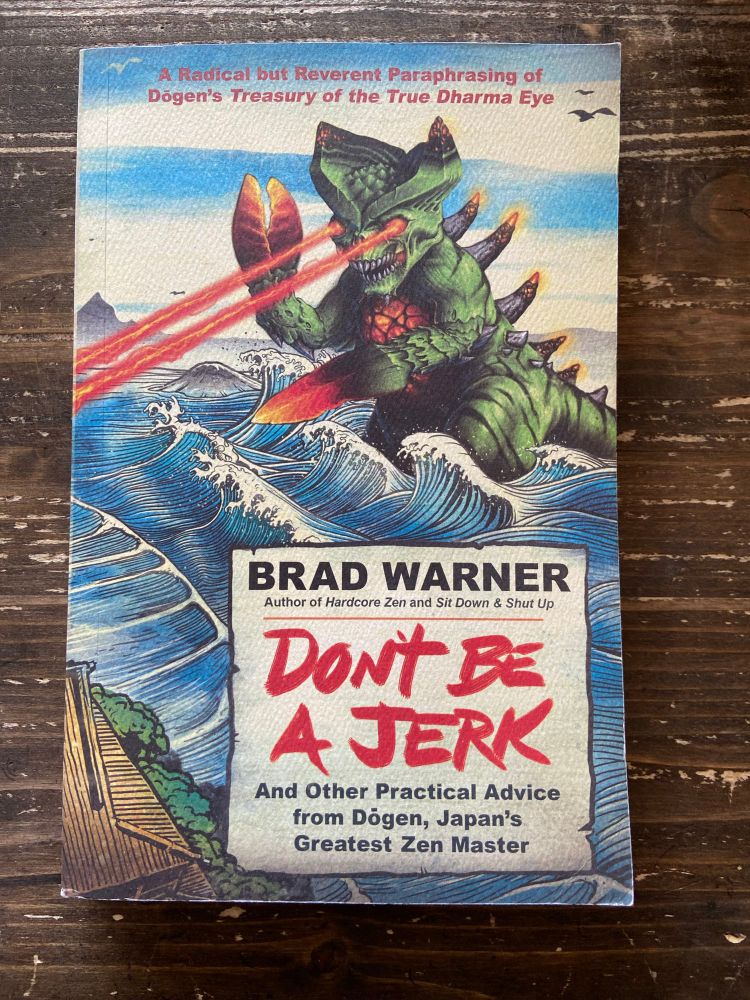 A Radical but Reverent Paraphrasing of
Dōgen's Treasury of the True Dharma Eye
BRAD WARNER
Author of Hardcore Zen and Sit Down & Shut Up
DON'T BE
A JERK
And Other Practical Advice
from Dōgen, Japan's
Greatest Zen Master